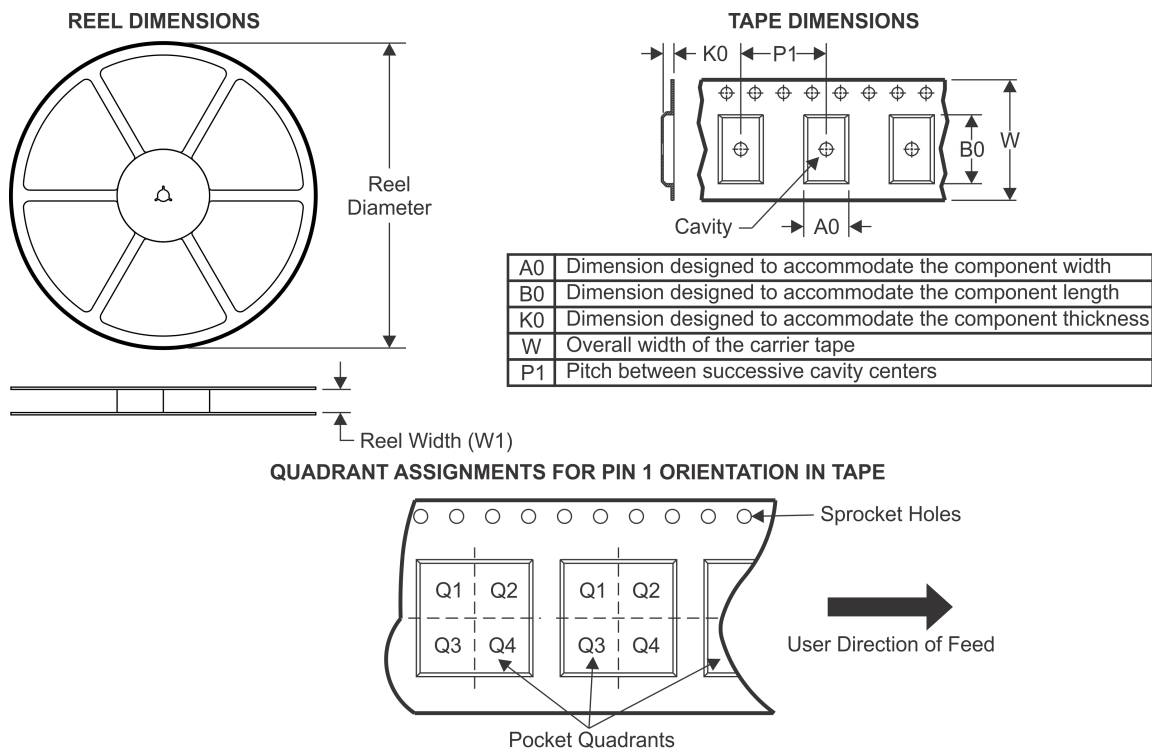 REEL DIMENSIONS
Reel
Diameter
Reel Width (W1)
TAPE DIMENSIONS
K0
P1
B0
W
Cavity
A0
A0 Dimension designed to accommodate the component width
B0 Dimension designed to accommodate the component length
K0 Dimension designed to accommodate the component thickness
W Overall width of the carrier tape
P1 Pitch between successive cavity centers
QUADRANT ASSIGNMENTS FOR PIN 1 ORIENTATION IN TAPE
Sprocket Holes
Q1 Q2 Q1 Q2
Q3 Q4 Q3 Q4
User Direction of Feed
Pocket Quadrants